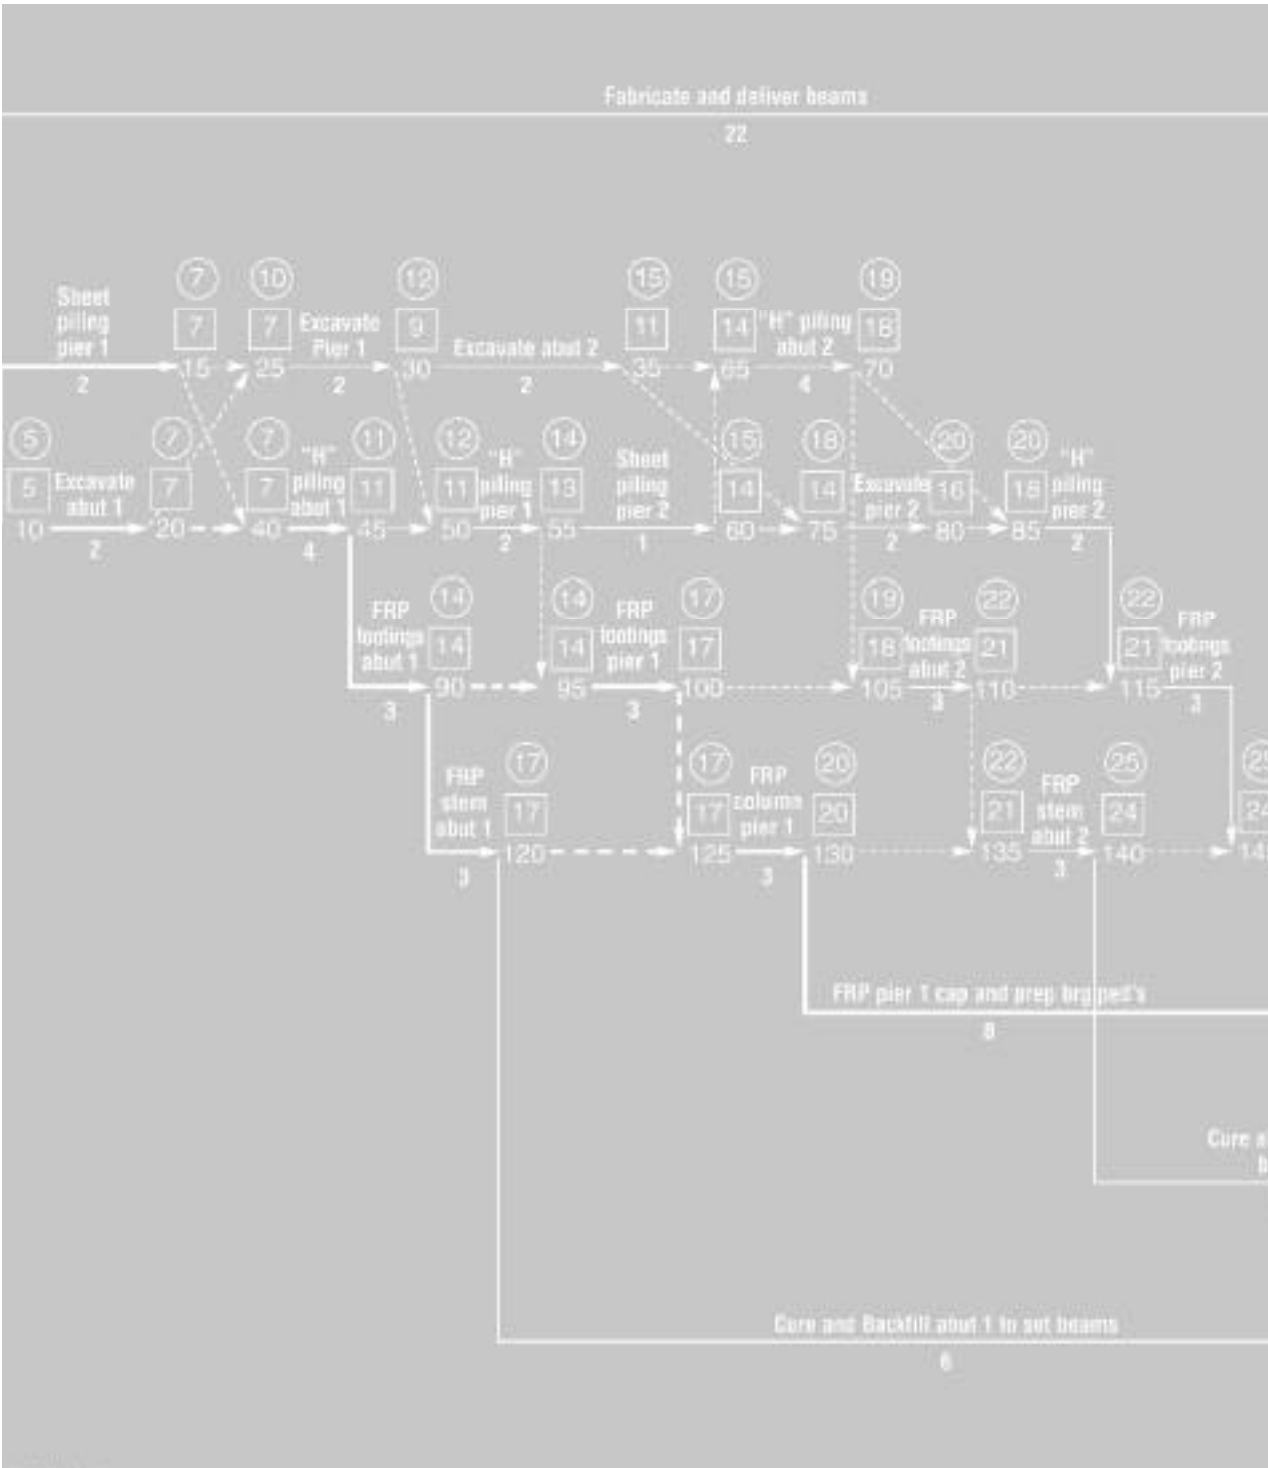 Fabricate and deliver beams
22
7
10
12
15
15
19
Sheet
piling
pier 1
7
7
Excavate
Pier 1
9
Excavate abut 2
11
14
"H" piling
abut 2
18
15
25
30
35
65
70
2
2
2
4
5
7
7
11
12
14
15
18
20
20
5
Excavate
abut 1
7
7
"H"
piling
abut 1
11
11
"H"
piling
pier 1
13
Sheet
piling
pier 2
14
14
Excavate
pier 2
16
18
"H"
piling
pier 2
10
20
40
45
50
55
60
75
80
85
2
4
2
1
2
2
14
14
17
19
22
22
FRP
footings
abut 1
14
14
FRP
footings
pier 1
17
18
FRP
footings
abut 2
21
21
FRP
footings
pier 2
90
95
100
105
110
115
3
3
3
3
17
17
20
22
25
FRP
stem
abut 1
17
17
FRP
column
pier 1
20
21
FRP
stem
abut 2
24
24
120
125
130
135
140
3
3
3
FRP pier 1 cap and prep brg ped's
8
Cure
Cure and Backfill abut 1 to set beams
6